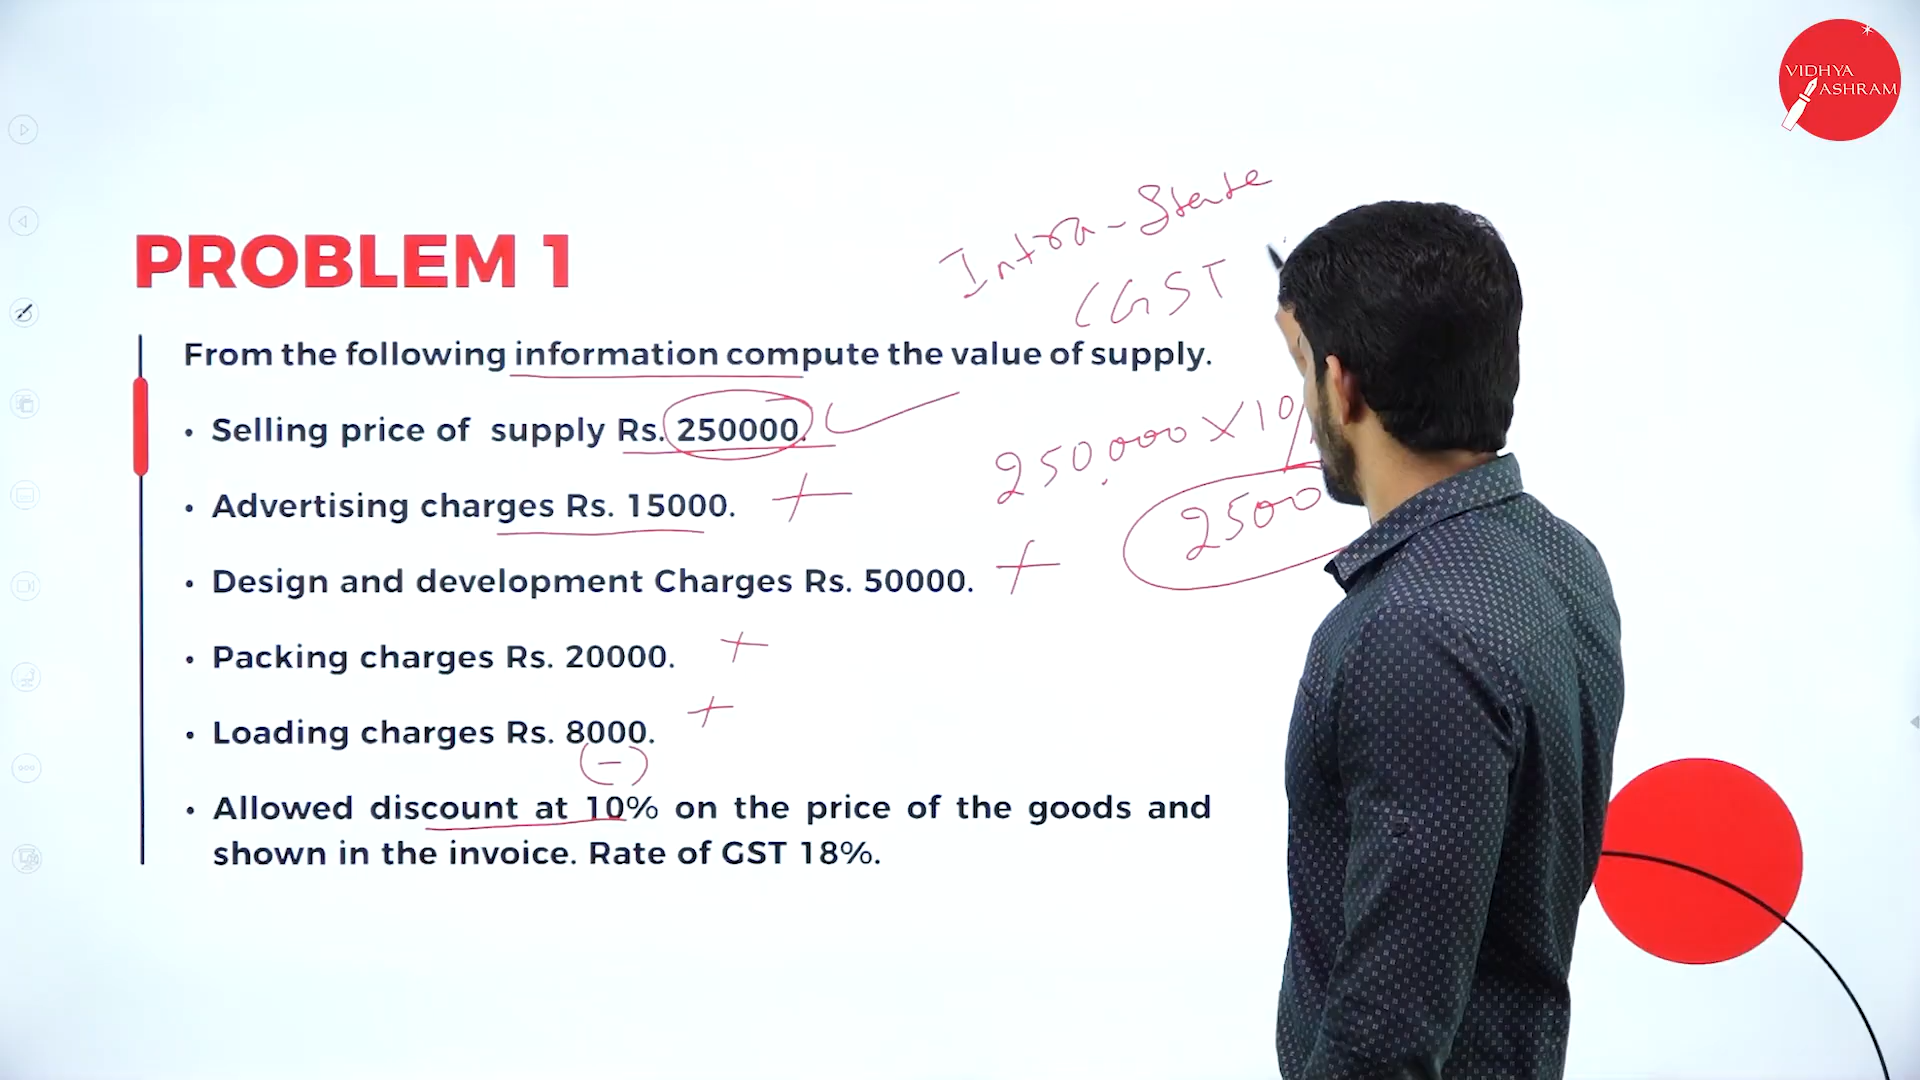 VIDHYA
ASHRAM
Intra-State
CGST
PROBLEM 1
From the following information compute the value of supply.
• Selling price of supply Rs. 250000.
250,000 X 10
• Advertising charges Rs. 15000. +
2500
• Design and development Charges Rs. 50000. +
• Packing charges Rs. 20000. +
• Loading charges Rs. 8000. +
(-)
• Allowed discount at 10% on the price of the goods and
shown in the invoice. Rate of GST 18%.